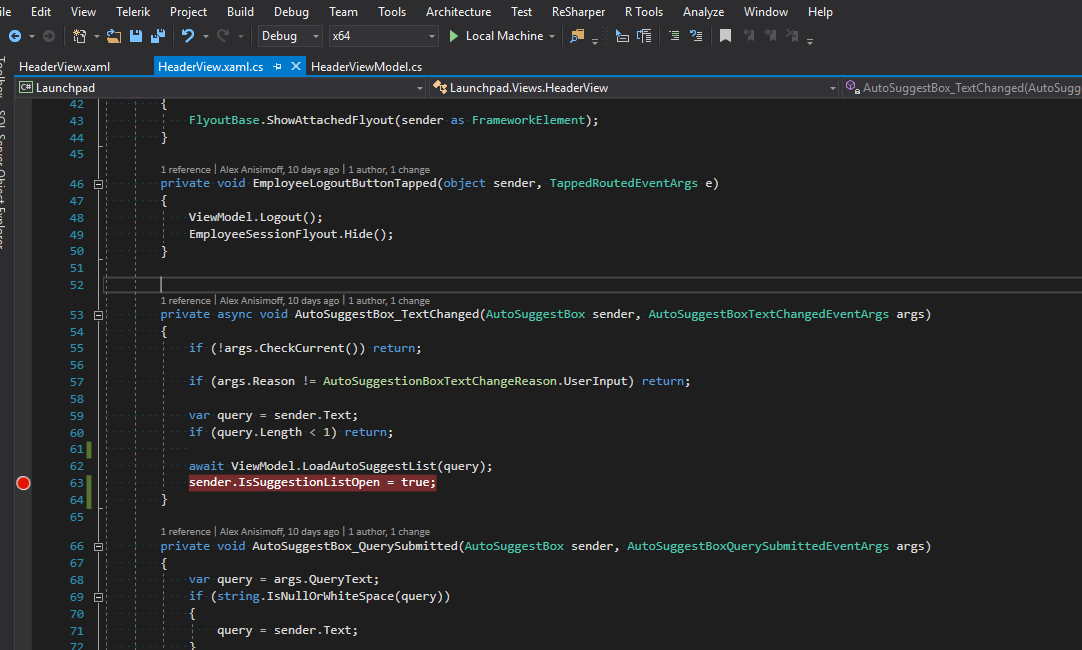 ile Edit View Telerik Project Build Debug Team Tools Architecture Test ReSharper R Tools Analyze Window Help
Debug x64 Local Machine
HeaderView.xaml HeaderView.xaml.cs HeaderViewModel.cs
C# Launchpad Launchpad.Views.HeaderView AutoSuggestBox_TextChanged(AutoSugg
SQL Server Object Explorer
42 {
43 FlyoutBase.ShowAttachedFlyout(sender as FrameworkElement);
44 }
45
1 reference | Alex Anisimoff, 10 days ago | 1 author, 1 change
46 private void EmployeeLogoutButtonTapped(object sender, TappedRoutedEventArgs e)
47 {
48 ViewModel.Logout();
49 EmployeeSessionFlyout.Hide();
50 }
51
52
1 reference | Alex Anisimoff, 10 days ago | 1 author, 1 change
53 private async void AutoSuggestBox_TextChanged(AutoSuggestBox sender, AutoSuggestBoxTextChangedEventArgs args)
54 {
55 if (!args.CheckCurrent()) return;
56
57 if (args.Reason != AutoSuggestionBoxTextChangeReason.UserInput) return;
58
59 var query = sender.Text;
60 if (query.Length < 1) return;
61
62 await ViewModel.LoadAutoSuggestList(query);
63 sender.IsSuggestionListOpen = true;
64 }
65
1 reference | Alex Anisimoff, 10 days ago | 1 author, 1 change
66 private void AutoSuggestBox_QuerySubmitted(AutoSuggestBox sender, AutoSuggestBoxQuerySubmittedEventArgs args)
67 {
68 var query = args.QueryText;
69 if (string.IsNullOrWhiteSpace(query))
70 {
71 query = sender.Text;
72 }